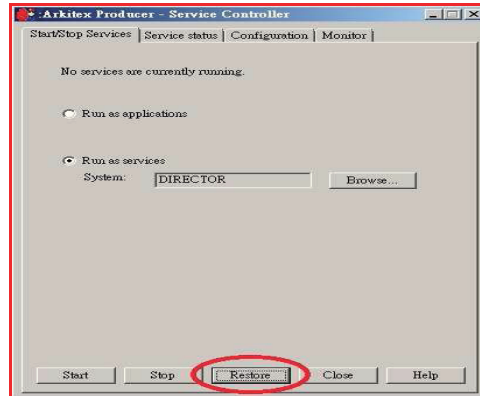 :Arkitex Producer - Service Controller
Start/Stop Services Service status Configuration Monitor
No services are currently running.
Run as applications
Run as services
System: DIRECTOR Browse...
Start Stop Restore Close Help